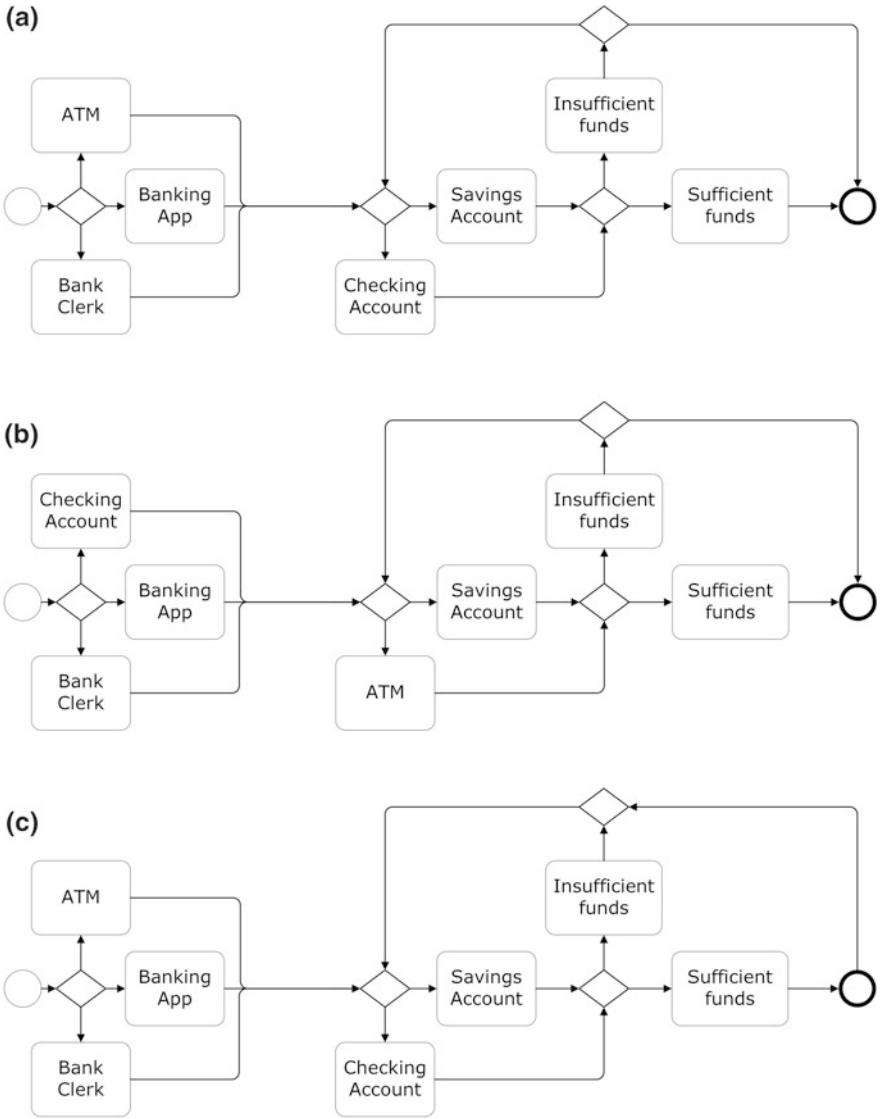 (a)
ATM
Banking
App
Bank
Clerk
Savings
Account
Checking
Account
Insufficient
funds
Sufficient
funds
(b)
Checking
Account
Banking
App
Bank
Clerk
Savings
Account
ATM
Insufficient
funds
Sufficient
funds
(c)
ATM
Banking
App
Bank
Clerk
Savings
Account
Checking
Account
Insufficient
funds
Sufficient
funds